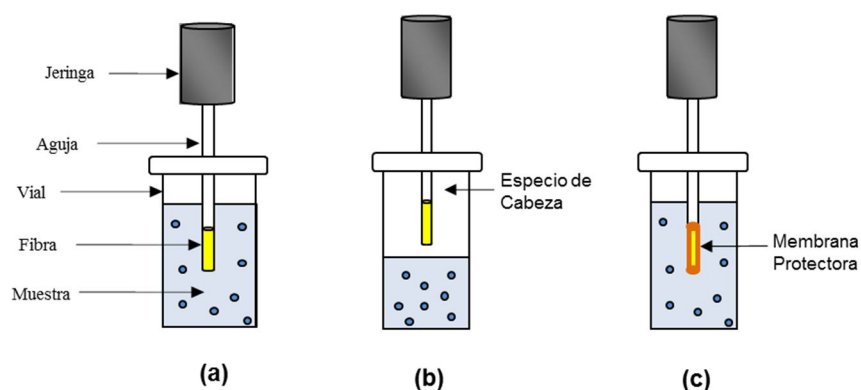 Jeringa
Aguja
Vial
Fibra
Muestra
Especio de
Cabeza
Membrana
Protectora
(a)
(b)
(c)